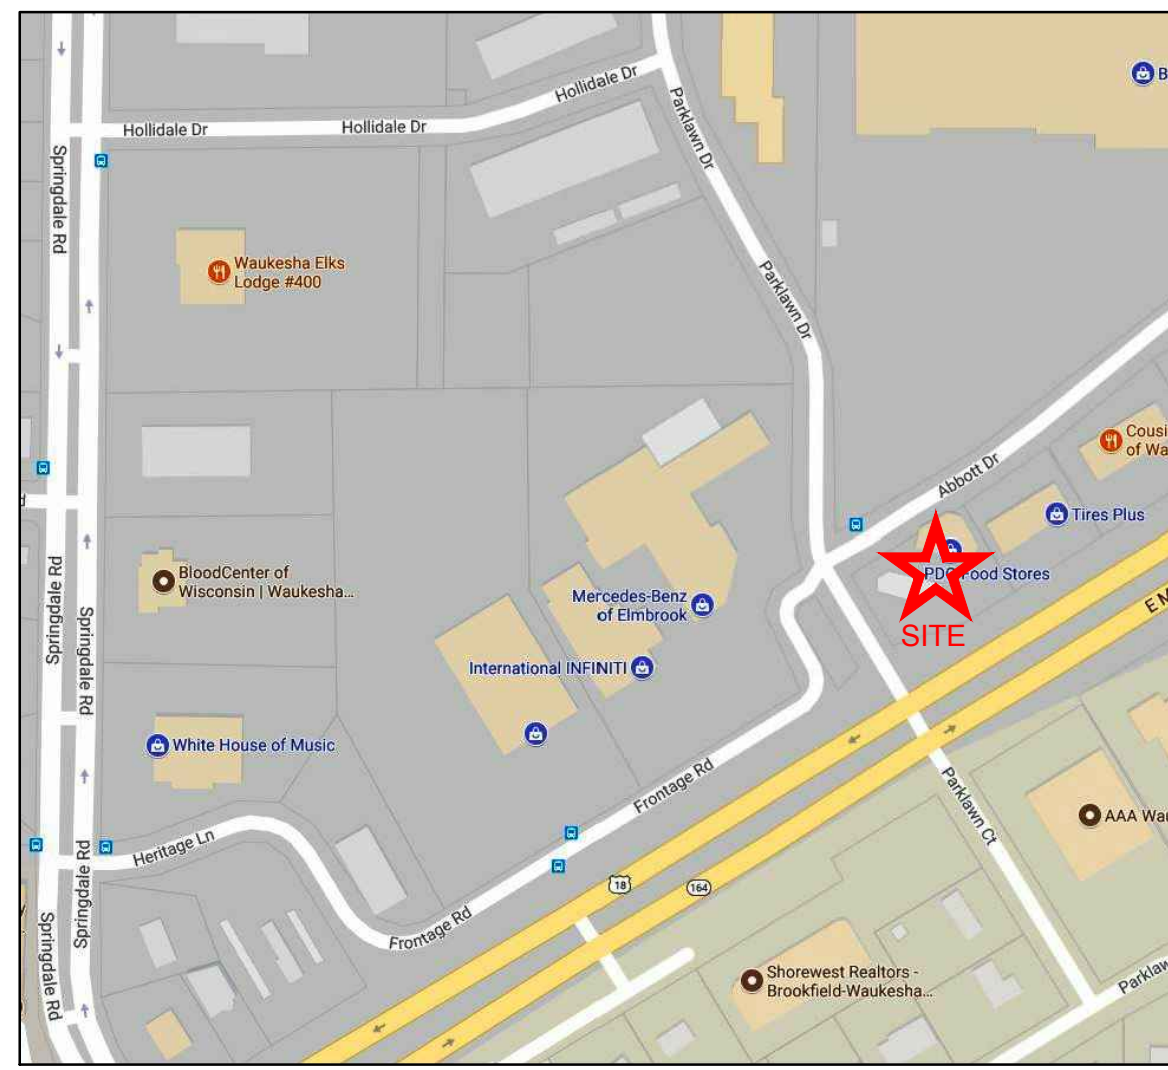 B
Hollidale Dr
Hollidale Dr
Hollidale Dr
Parklawn Dr
Springdale Rd
Waukesha Elks
Lodge #400
Parklawn Dr
Cousi
of Wa
Abbott Dr
Tires Plus
d
BloodCenter of
Wisconsin | Waukesha...
Springdale Rd
Springdale Rd
Mercedes-Benz
of Elmbrook
PDQ Food Stores
SITE
E M
International INFINITI
White House of Music
Frontage Rd
Parklawn Ct
AAA Wau
Heritage Ln
Springdale Rd
18
164
Frontage Rd
Springdale Rd
Shorewest Realtors -
Brookfield-Waukesha...
Parklaw